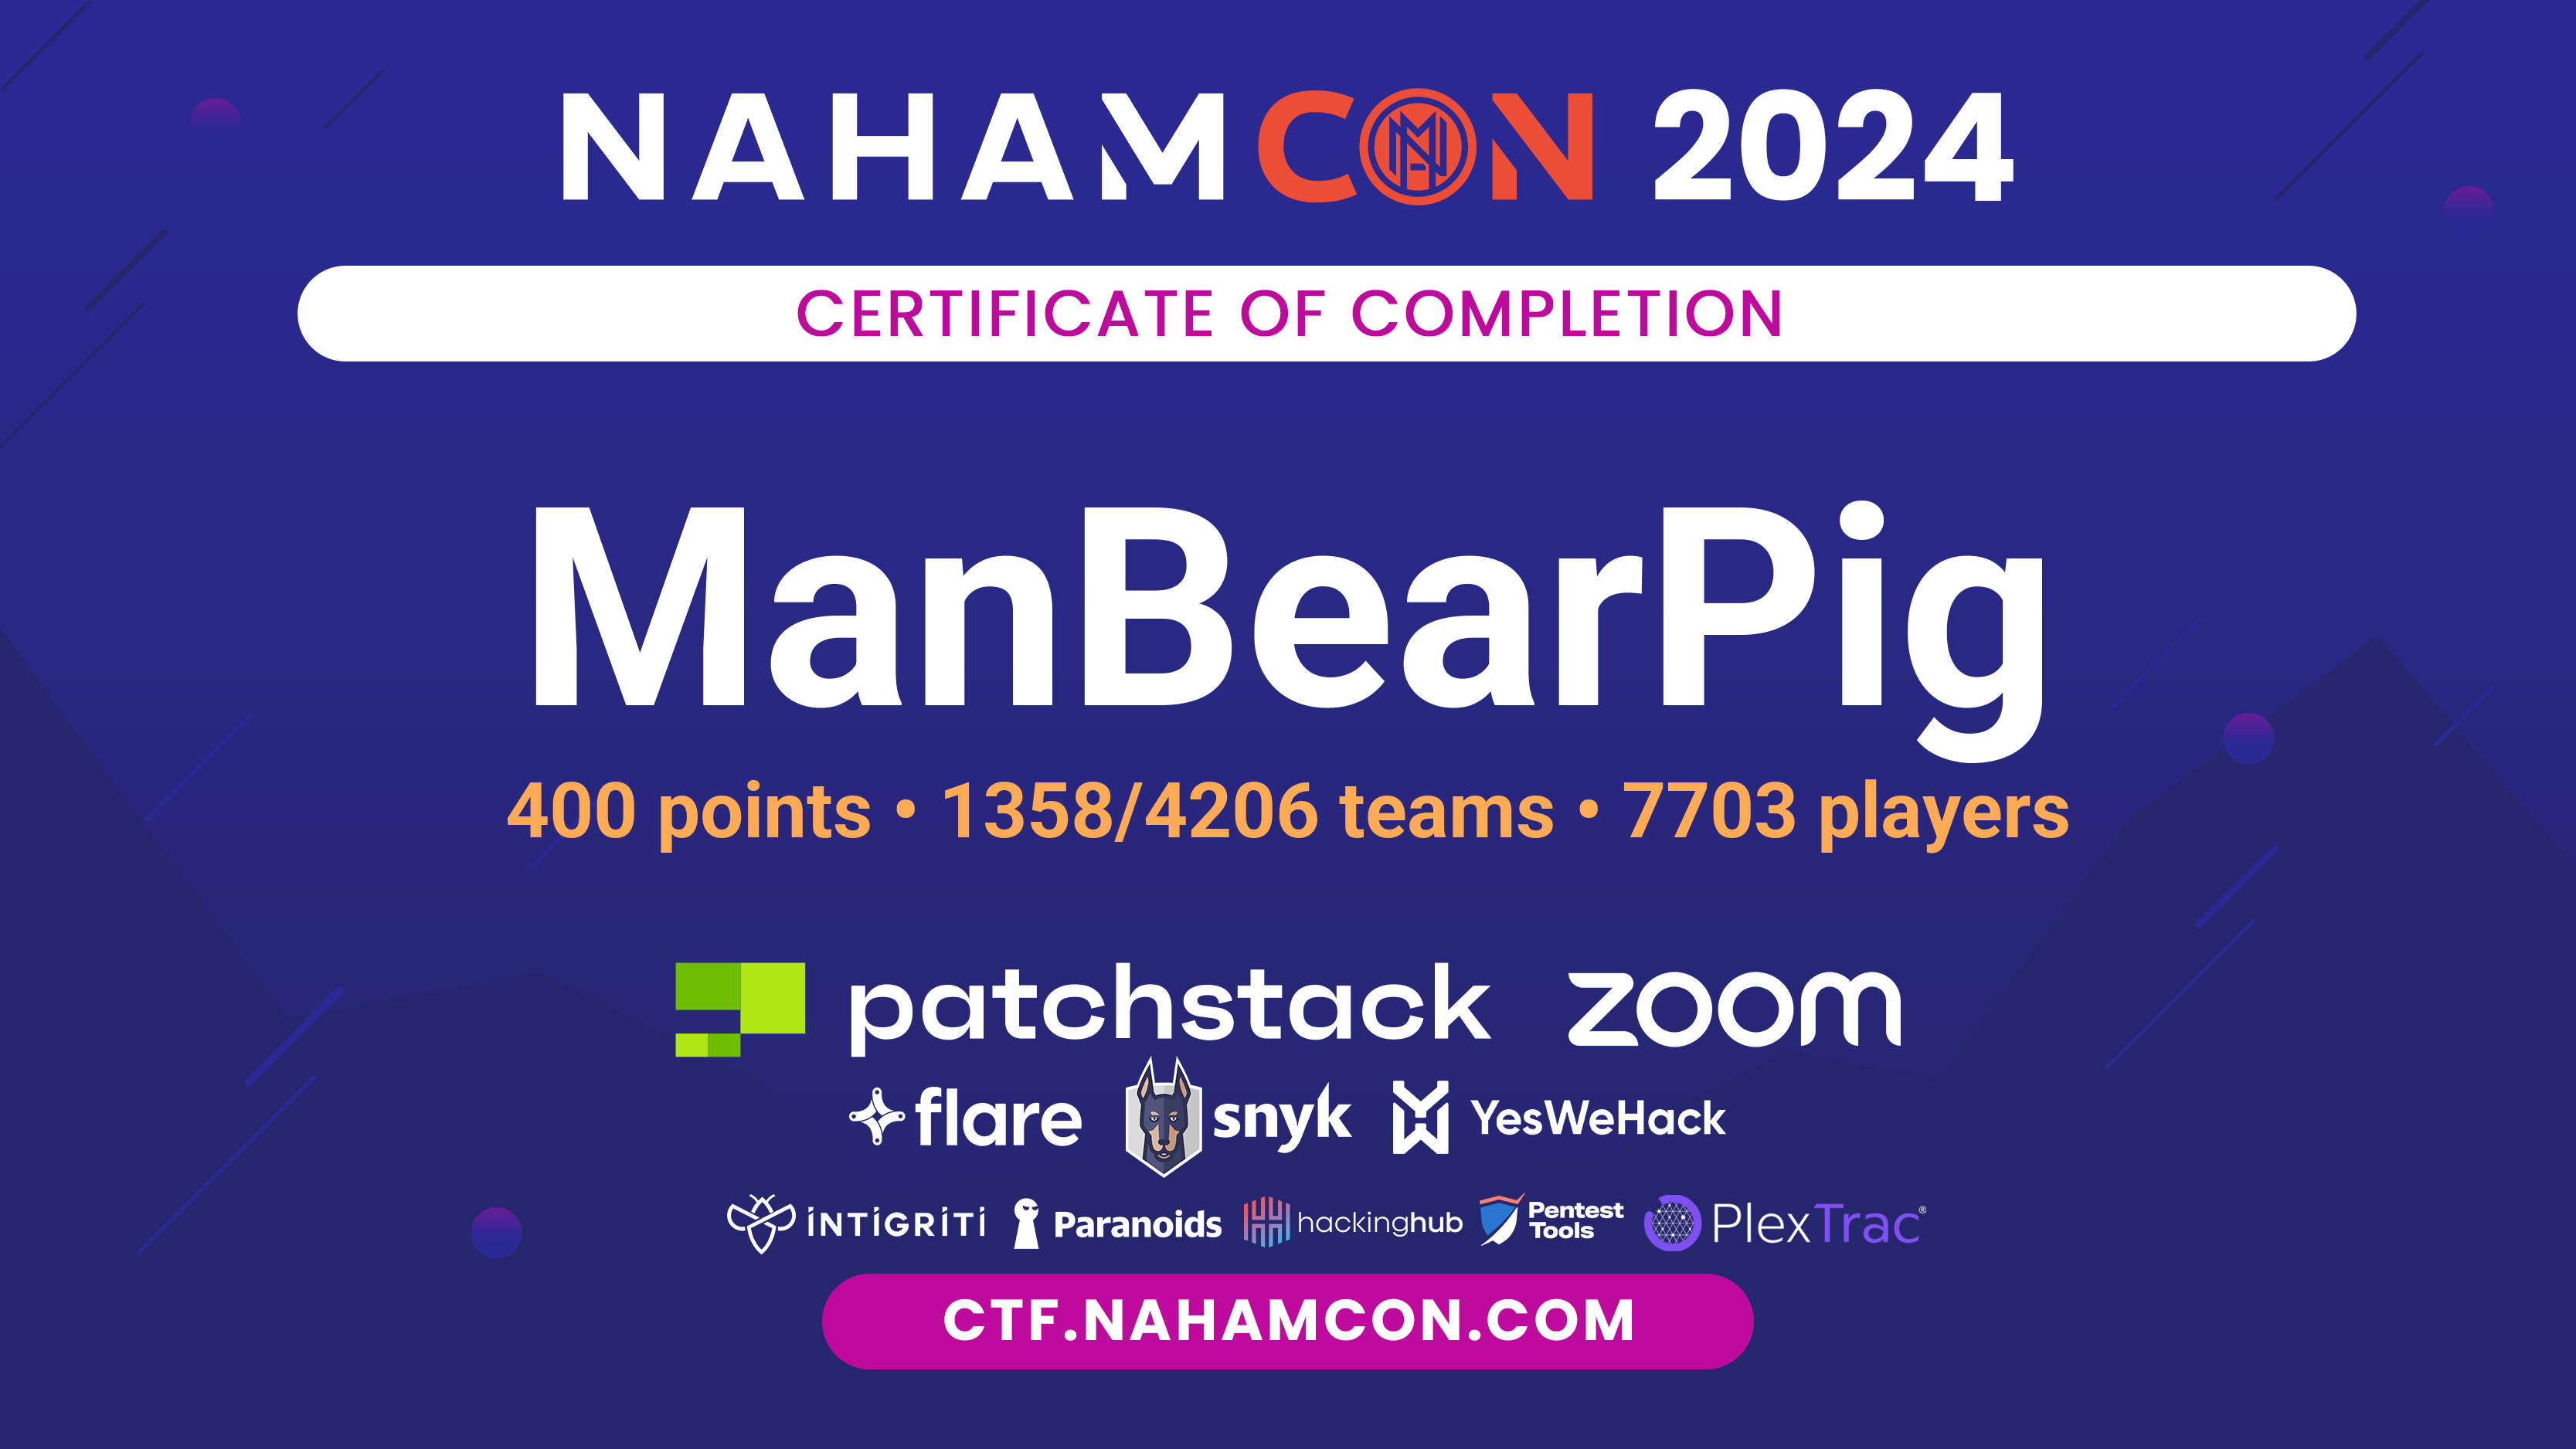 NAHAMCON 2024
CERTIFICATE OF COMPLETION
ManBearPig
400 points • 1358/4206 teams • 7703 players
patchstack zoom
flare snyk YesWeHack
INTIGRITI Paranoids hackinghub Pentest Tools PlexTrac®
CTF.NAHAMCON.COM